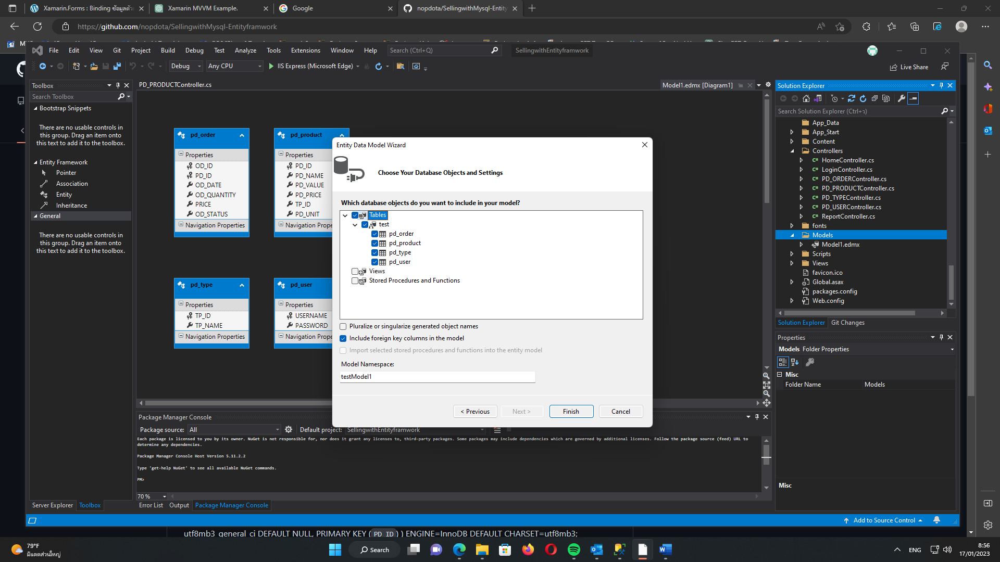 Xamarin.Forms : Binding ข้อมูลด้วย
Xamarin MVVM Example.
Google
nopdota/SellingwithMysql-Entity
https://github.com/nopdota/SellingwithMysql-Entityframwork
File Edit View Git Project Build Debug Test Analyze Tools Extensions Window Help
Search (Ctrl+Q)
SellingwithEntityframwork
Debug
Any CPU
IIS Express (Microsoft Edge)
Live Share
Toolbox
Search Toolbox
Bootstrap Snippets
There are no usable controls in
this group. Drag an item onto
this text to add it to the toolbox.
Entity Framework
Pointer
Association
Entity
Inheritance
General
There are no usable controls in
this group. Drag an item onto
this text to add it to the toolbox.
Server Explorer
Toolbox
PD_PRODUCTController.cs
Model1.edmx [Diagram1]
pd_order
Properties
OD_ID
PD_ID
OD_DATE
OD_QUANTITY
PRICE
OD_STATUS
Navigation Properties
pd_product
Properties
PD_ID
PD_NAME
PD_VALUE
PD_PRICE
TP_ID
PD_UNIT
Navigation Prope
pd_type
Properties
TP_ID
TP_NAME
Navigation Properties
pd_user
Properties
USERNAME
PASSWORD
Navigation Prope
Entity Data Model Wizard
Choose Your Database Objects and Settings
Which database objects do you want to include in your model?
Tables
test
pd_order
pd_product
pd_type
pd_user
Views
Stored Procedures and Functions
Pluralize or singularize generated object names
Include foreign key columns in the model
Import selected stored procedures and functions into the entity model
Model Namespace:
testModel1
< Previous
Next >
Finish
Cancel
Package Manager Console
Package source: All
Default project: SellingwithEntityframwork
Each package is licensed to you by its owner. NuGet is not responsible for, nor does it grant any licenses to, third-party packages. Some packages may include dependencies which are governed by additional licenses. Follow the package source (feed) URL to
determine any dependencies.
Package Manager Console Host Version 5.11.2.2
Type 'get-help NuGet' to see all available NuGet commands.
PM>
70 %
Error List
Output
Package Manager Console
Solution Explorer
Search Solution Explorer (Ctrl+ว)
App_Data
App_Start
Content
Controllers
C# HomeController.cs
C# LoginController.cs
C# PD_ORDERController.cs
C# PD_PRODUCTController.cs
C# PD_TYPEController.cs
C# PD_USERController.cs
C# ReportController.cs
fonts
Models
Model1.edmx
Scripts
Views
favicon.ico
Global.asax
packages.config
Web.config
Solution Explorer
Git Changes
Properties
Models Folder Properties
Misc
Folder Name Models
Misc
Add to Source Control
utf8mb3_general_ci DEFAULT NULL, PRIMARY KEY (PD_ID) ) ENGINE=InnoDB DEFAULT CHARSET=utf8mb3;
79°F
มีแดดส่วนใหญ่
Search
ENG
8:56
17/01/2023